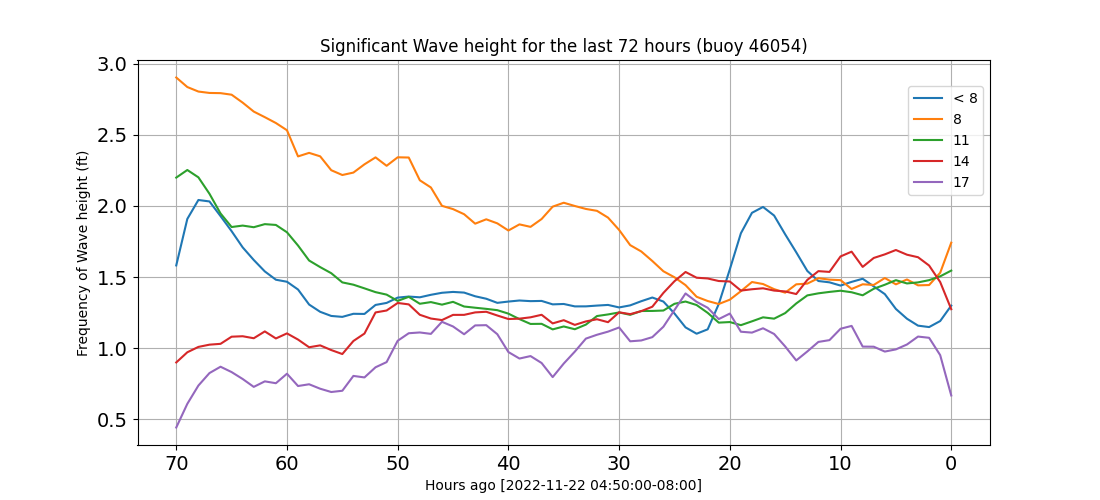 Significant Wave height for the last 72 hours (buoy 46054)
Frequency of Wave height (ft)
3.0
2.5
2.0
1.5
1.0
0.5
< 8
8
11
14
17
70 60 50 40 30 20 10 0
Hours ago [2022-11-22 04:50:00-08:00]